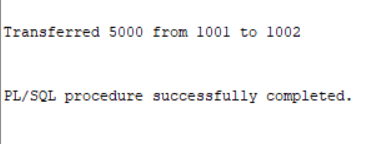 Transferred 5000 from 1001 to 1002
PL/SQL procedure successfully completed.